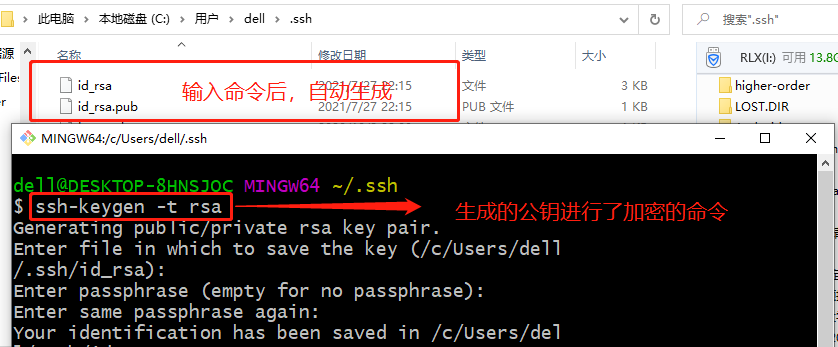 此电脑 › 本地磁盘 (C:) › 用户 › dell › .ssh
搜索".ssh"
名称 修改日期 类型 大小
RLX(I:) 可用 13.8G
id_rsa 2021/7/27 22:15 文件 3 KB
higher-order
id_rsa.pub 2021/7/27 22:15 PUB 文件 1 KB
LOST.DIR
输入命令后，自动生成
MINGW64:/c/Users/dell/.ssh
dell@DESKTOP-8HNSJOC MINGW64 ~/.ssh
$ ssh-keygen -t rsa
生成的公钥进行了加密的命令
Generating public/private rsa key pair.
Enter file in which to save the key (/c/Users/dell
/.ssh/id_rsa):
Enter passphrase (empty for no passphrase):
Enter same passphrase again:
Your identification has been saved in /c/Users/del